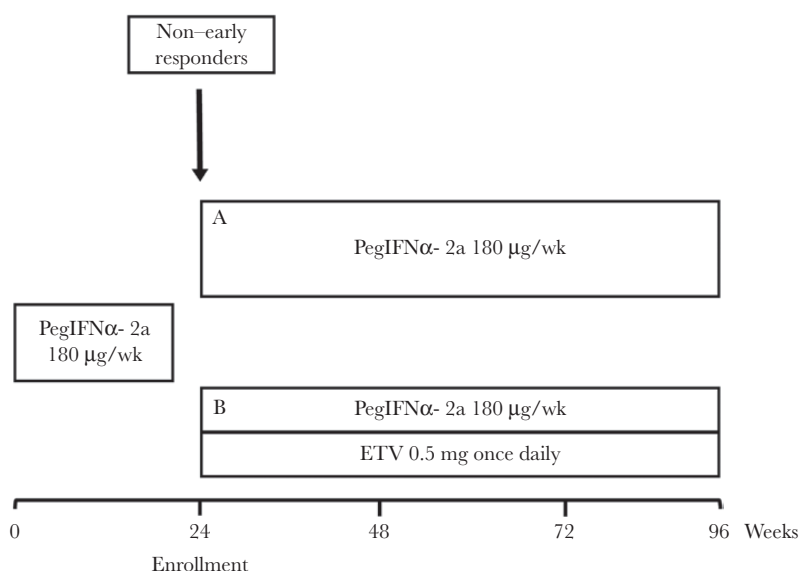 Non–early
responders
A
PegIFNα- 2a 180 μg/wk
PegIFNα- 2a
180 μg/wk
B
PegIFNα- 2a 180 μg/wk
ETV 0.5 mg once daily
0 24 48 72 96 Weeks
Enrollment